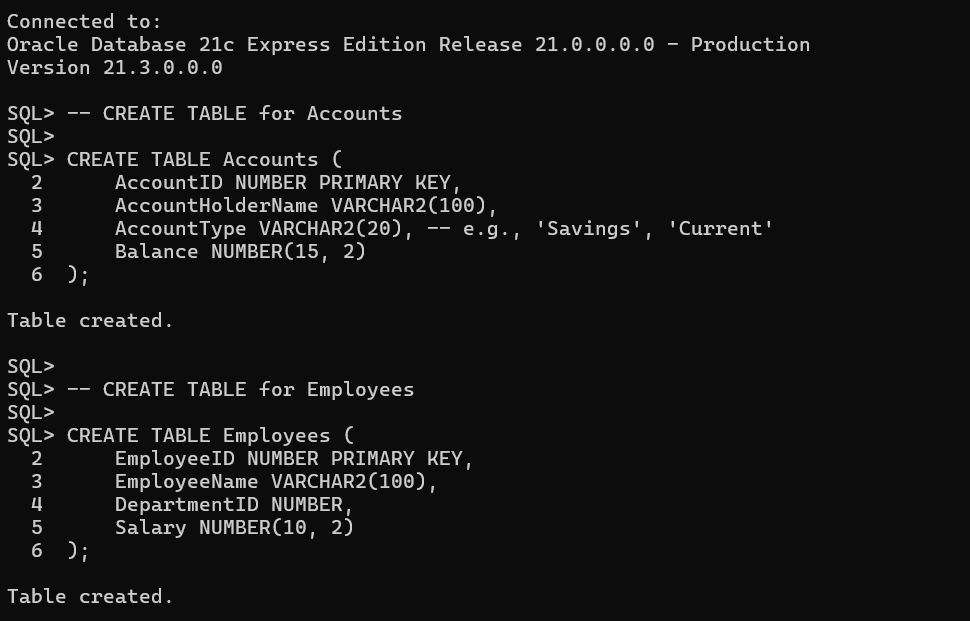 Connected to:
Oracle Database 21c Express Edition Release 21.0.0.0.0 - Production
Version 21.3.0.0.0
SQL> -- CREATE TABLE for Accounts
SQL>
SQL> CREATE TABLE Accounts (
  2      AccountID NUMBER PRIMARY KEY,
  3      AccountHolderName VARCHAR2(100),
  4      AccountType VARCHAR2(20), -- e.g., 'Savings', 'Current'
  5      Balance NUMBER(15, 2)
  6  );
Table created.
SQL>
SQL> -- CREATE TABLE for Employees
SQL>
SQL> CREATE TABLE Employees (
  2      EmployeeID NUMBER PRIMARY KEY,
  3      EmployeeName VARCHAR2(100),
  4      DepartmentID NUMBER,
  5      Salary NUMBER(10, 2)
  6  );
Table created.